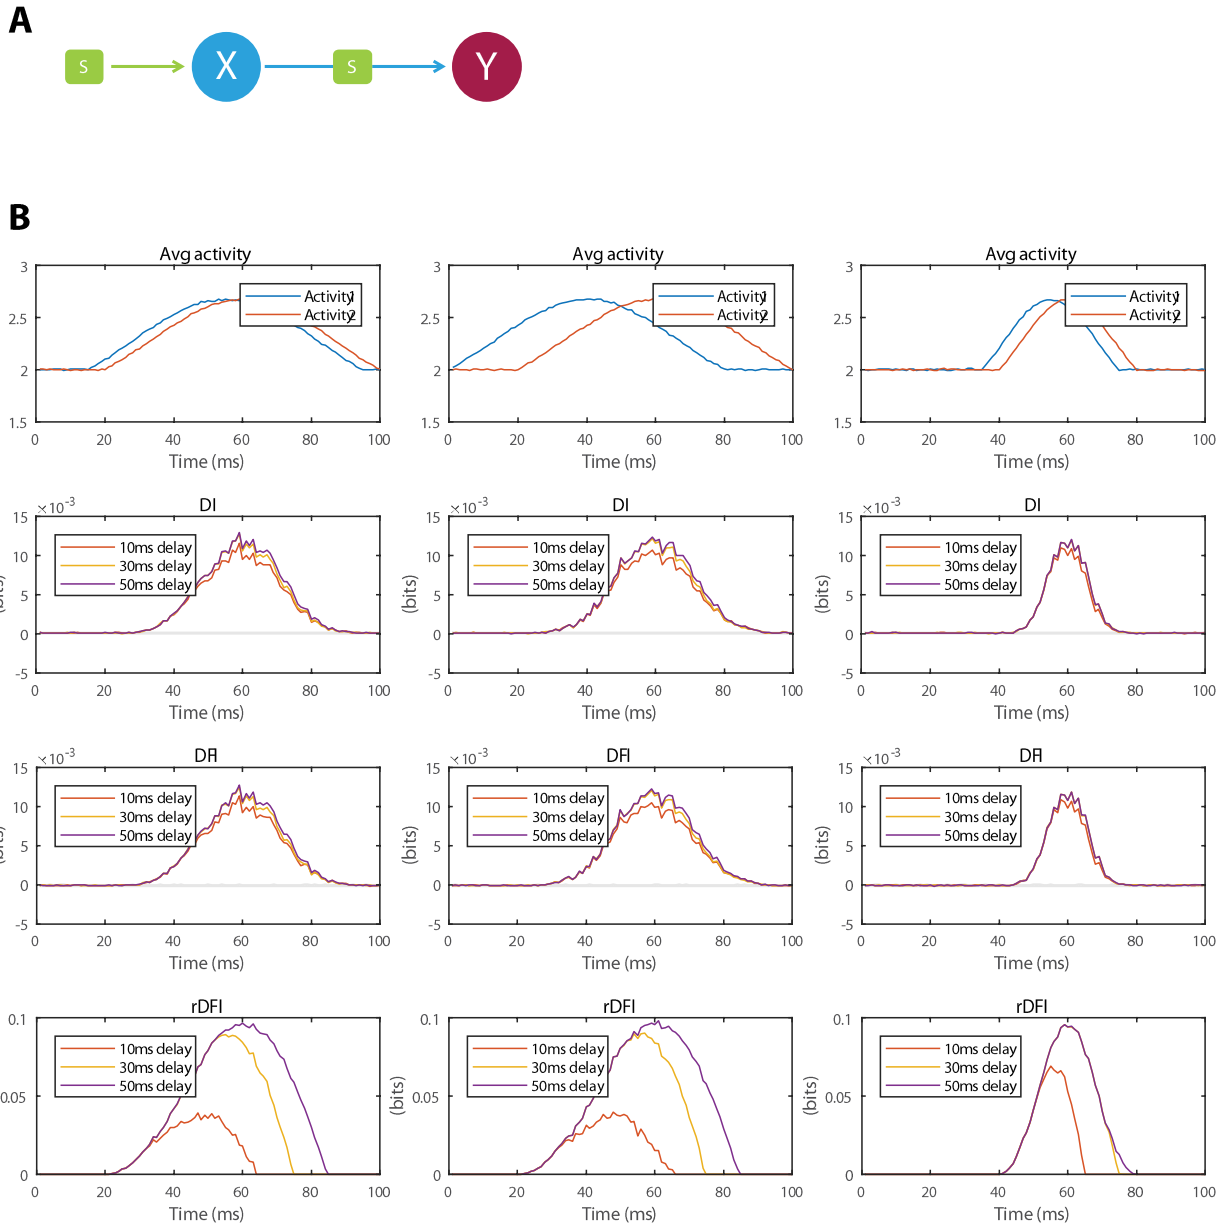 A
S X S Y
B
Avg activity Avg activity Avg activity
3 3 3
Activity1 Activity1 Activity1
2.5 2.5 2.5
Activity2 Activity2 Activity2
2 2 2
1.5 1.5 1.5
0 20 40 60 80 100 0 20 40 60 80 100 0 20 40 60 80 100
Time (ms) Time (ms) Time (ms)
×10-3 DI ×10-3 DI ×10-3 DI
15 15 15
10ms delay 10ms delay 10ms delay
10 30ms delay 10 30ms delay 10 30ms delay
50ms delay 50ms delay 50ms delay
(bits) (bits) (bits)
5 5 5
0 0 0
-5 -5 -5
0 20 40 60 80 100 0 20 40 60 80 100 0 20 40 60 80 100
Time (ms) Time (ms) Time (ms)
×10-3 DFI ×10-3 DFI ×10-3 DFI
15 15 15
10ms delay 10ms delay 10ms delay
10 30ms delay 10 30ms delay 10 30ms delay
50ms delay 50ms delay 50ms delay
(bits) (bits) (bits)
5 5 5
0 0 0
-5 -5 -5
0 20 40 60 80 100 0 20 40 60 80 100 0 20 40 60 80 100
Time (ms) Time (ms) Time (ms)
rDFI rDFI rDFI
0.1 0.1 0.1
10ms delay 10ms delay 10ms delay
30ms delay 30ms delay 30ms delay
50ms delay 50ms delay 50ms delay
0.05 0.05 0.05
(bits) (bits)
0 0 0
0 20 40 60 80 100 0 20 40 60 80 100 0 20 40 60 80 100
Time (ms) Time (ms) Time (ms)